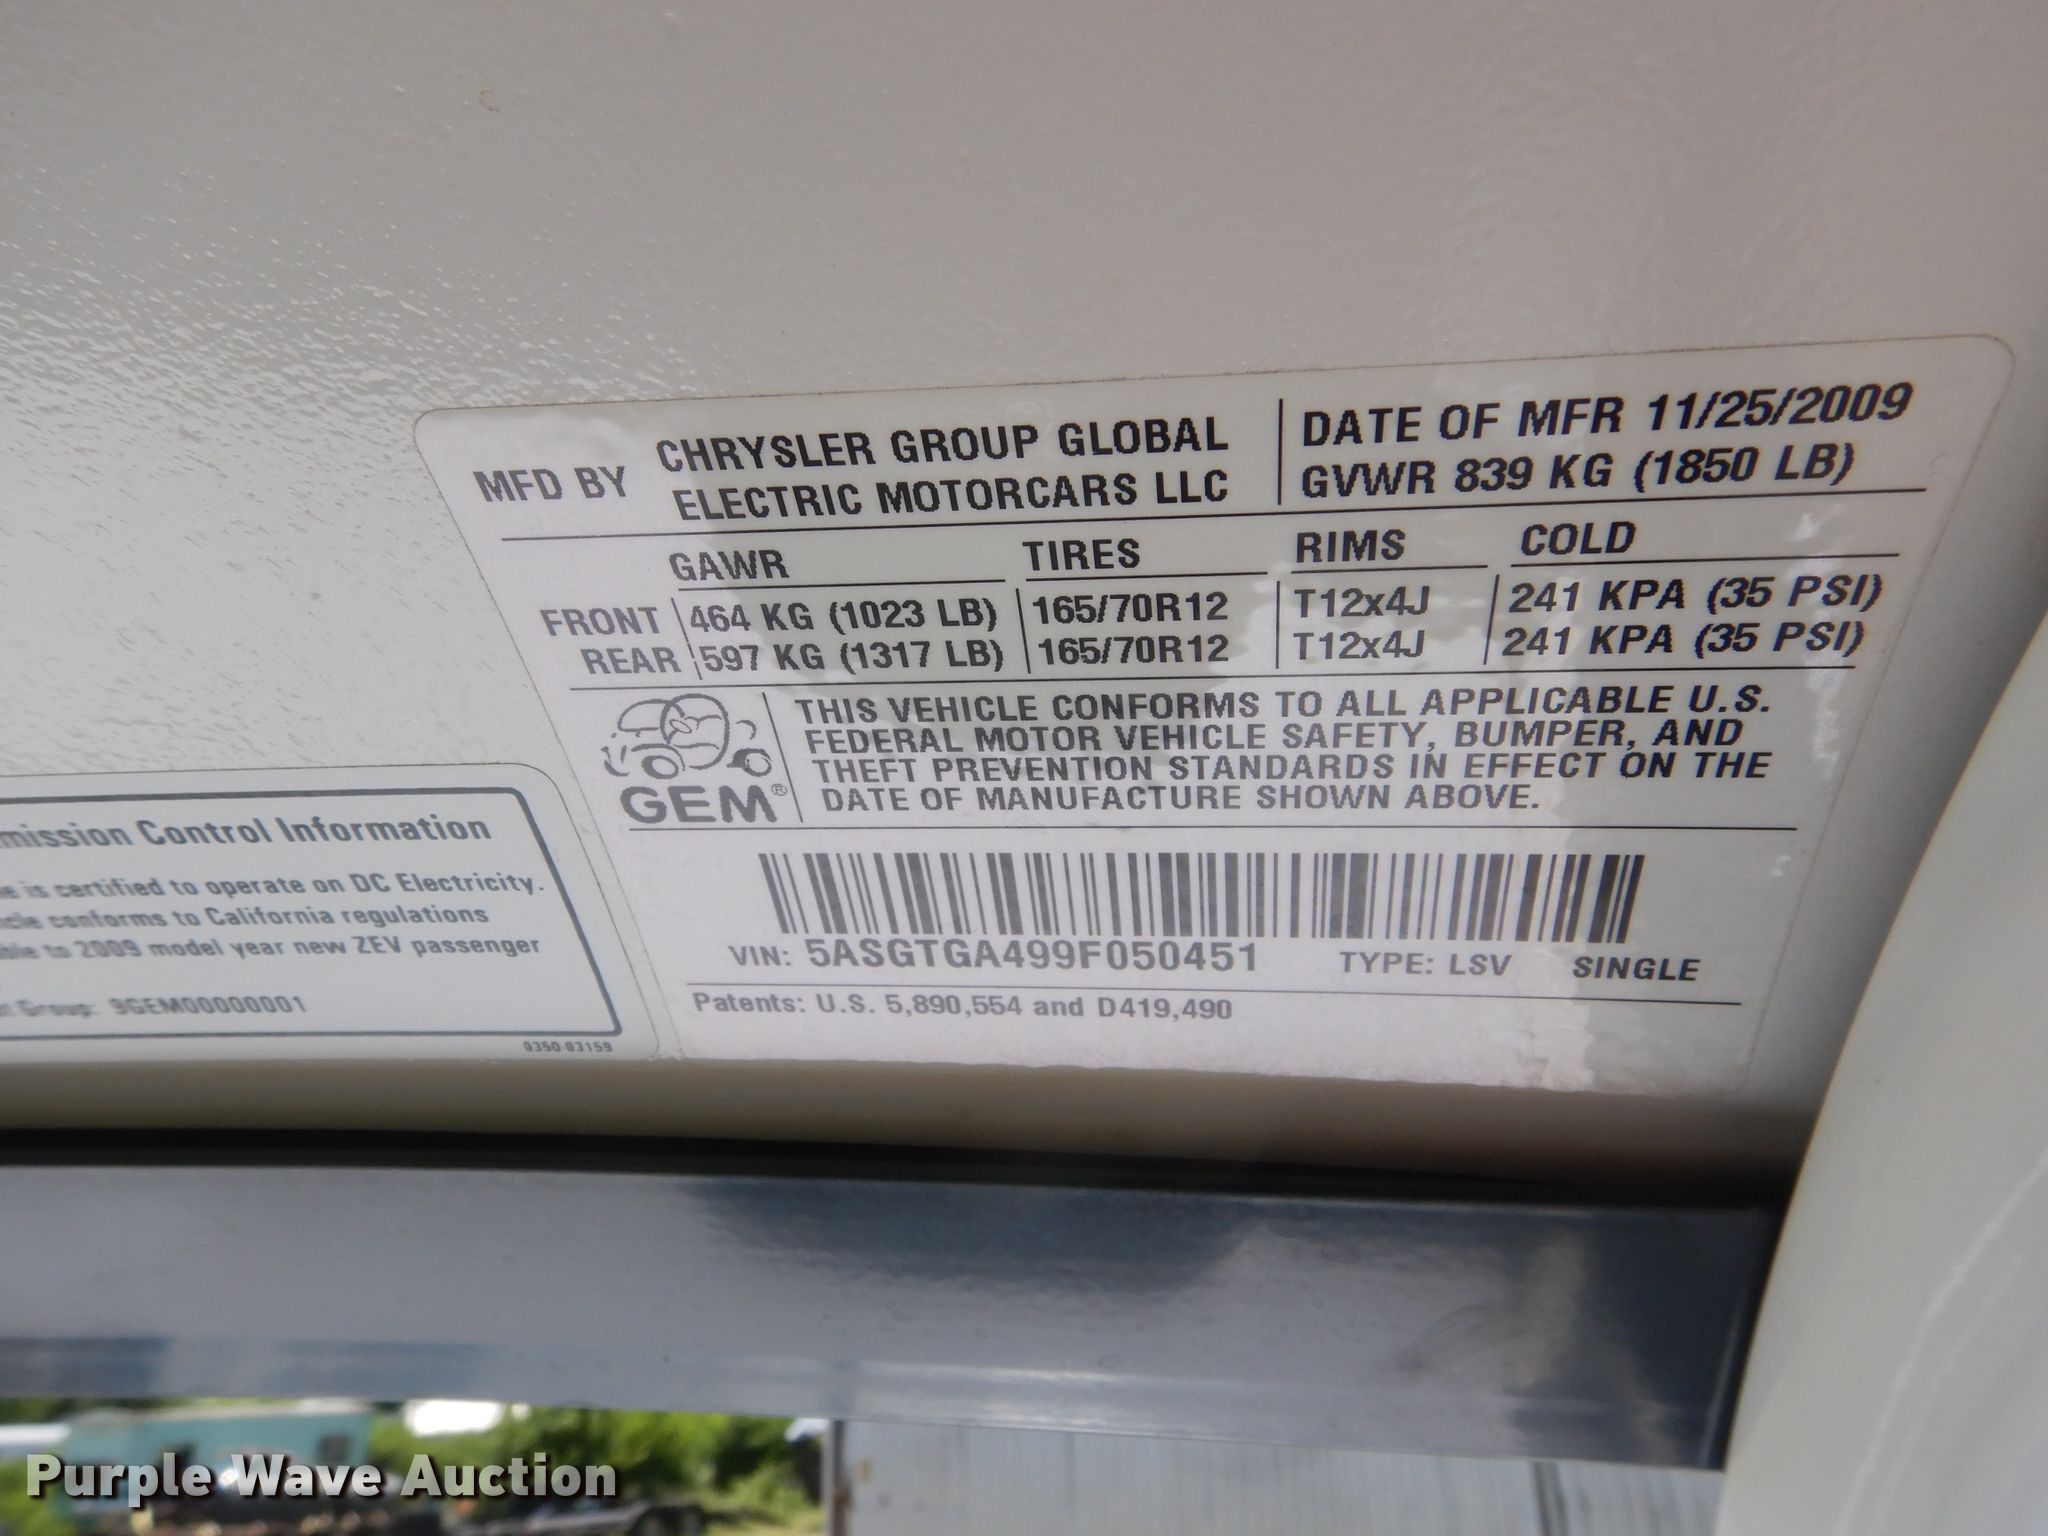 MFD BY CHRYSLER GROUP GLOBAL ELECTRIC MOTORCARS LLC
DATE OF MFR 11/25/2009
GVWR 839 KG (1850 LB)
GAWR TIRES RIMS COLD
FRONT 464 KG (1023 LB) 165/70R12 T12x4J 241 KPA (35 PSI)
REAR 597 KG (1317 LB) 165/70R12 T12x4J 241 KPA (35 PSI)
GEM®
THIS VEHICLE CONFORMS TO ALL APPLICABLE U.S.
FEDERAL MOTOR VEHICLE SAFETY, BUMPER, AND
THEFT PREVENTION STANDARDS IN EFFECT ON THE
DATE OF MANUFACTURE SHOWN ABOVE.
VIN: 5ASGTGA499F050451 TYPE: LSV SINGLE
Patents: U.S. 5,890,554 and D419,490
mission Control Information
is certified to operate on DC Electricity.
conforms to California regulations
to 2009 model year new ZEV passenger
Group: 9GEM00000001
0350-03159
Purple Wave Auction